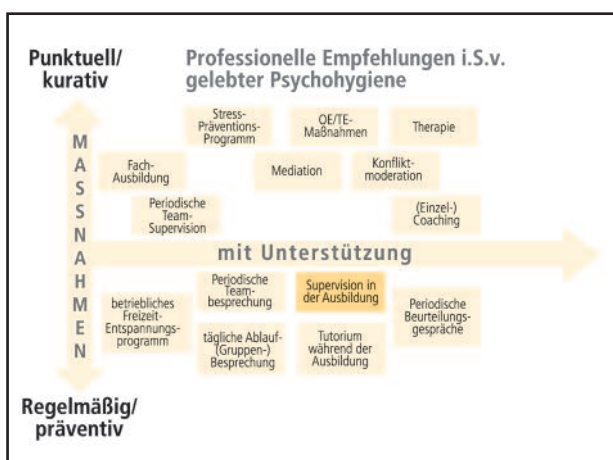 Punktuell/
kurativ
Professionelle Empfehlungen i.S.v.
gelebter Psychohygiene
MASSNAHMEN
Stress-
Präventions-
Programm
OE/TE-
Maßnahmen
Therapie
Fach-
Ausbildung
Mediation
Konflikt-
moderation
Periodische
Team-
Supervision
(Einzel-)
Coaching
mit Unterstützung
betriebliches
Freizeit-
Entspannungs-
programm
Periodische
Team-
besprechung
Supervision in
der Ausbildung
Periodische
Beurteilungs-
gespräche
tägliche Ablauf-
(Gruppen-)
Besprechung
Tutorium
während der
Ausbildung
Regelmäßig/
präventiv